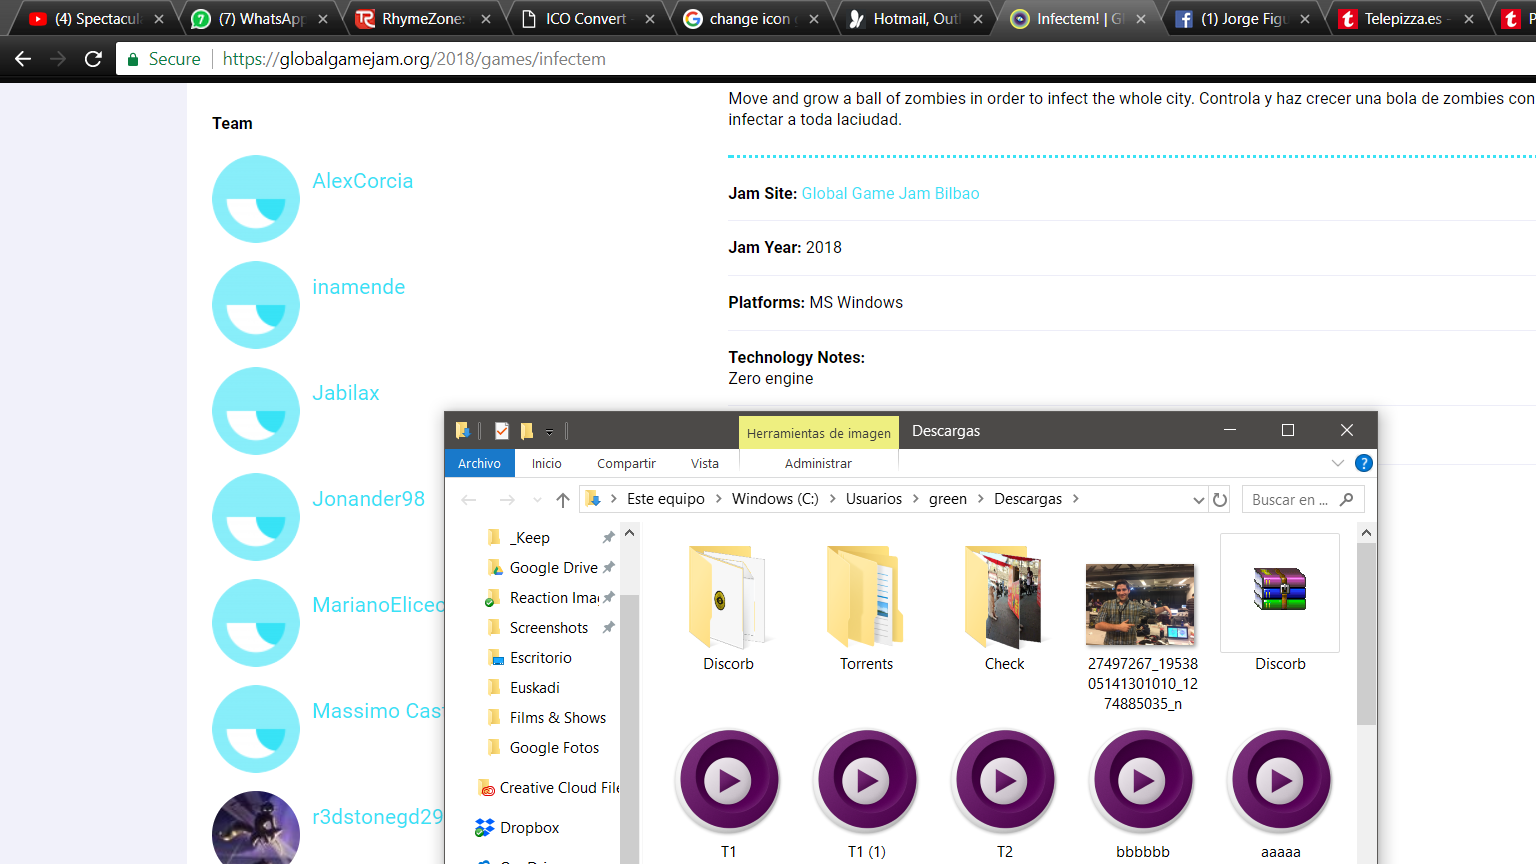 (4) Spectacul
(7) WhatsApp
RhymeZone:
ICO Convert -
change icon
Hotmail, Outl
Infectem! | Gl
(1) Jorge Figu
Telepizza.es -
Secure
https://globalgamejam.org/2018/games/infectem
Team
AlexCorcia
inamende
Jabilax
Jonander98
MarianoElicec
Massimo Cast
r3dstonegd29
Move and grow a ball of zombies in order to infect the whole city. Controla y haz crecer una bola de zombies con
infectar a toda laciudad.
Jam Site: Global Game Jam Bilbao
Jam Year: 2018
Platforms: MS Windows
Technology Notes:
Zero engine
Herramientas de imagen
Descargas
Archivo
Inicio
Compartir
Vista
Administrar
Este equipo
Windows (C:)
Usuarios
green
Descargas
Buscar en ...
_Keep
Google Drive
Reaction Ima
Screenshots
Escritorio
Euskadi
Films & Shows
Google Fotos
Creative Cloud File
Dropbox
Discorb
Torrents
Check
27497267_19538
05141301010_12
74885035_n
Discorb
T1
T1 (1)
T2
bbbbbb
aaaaa